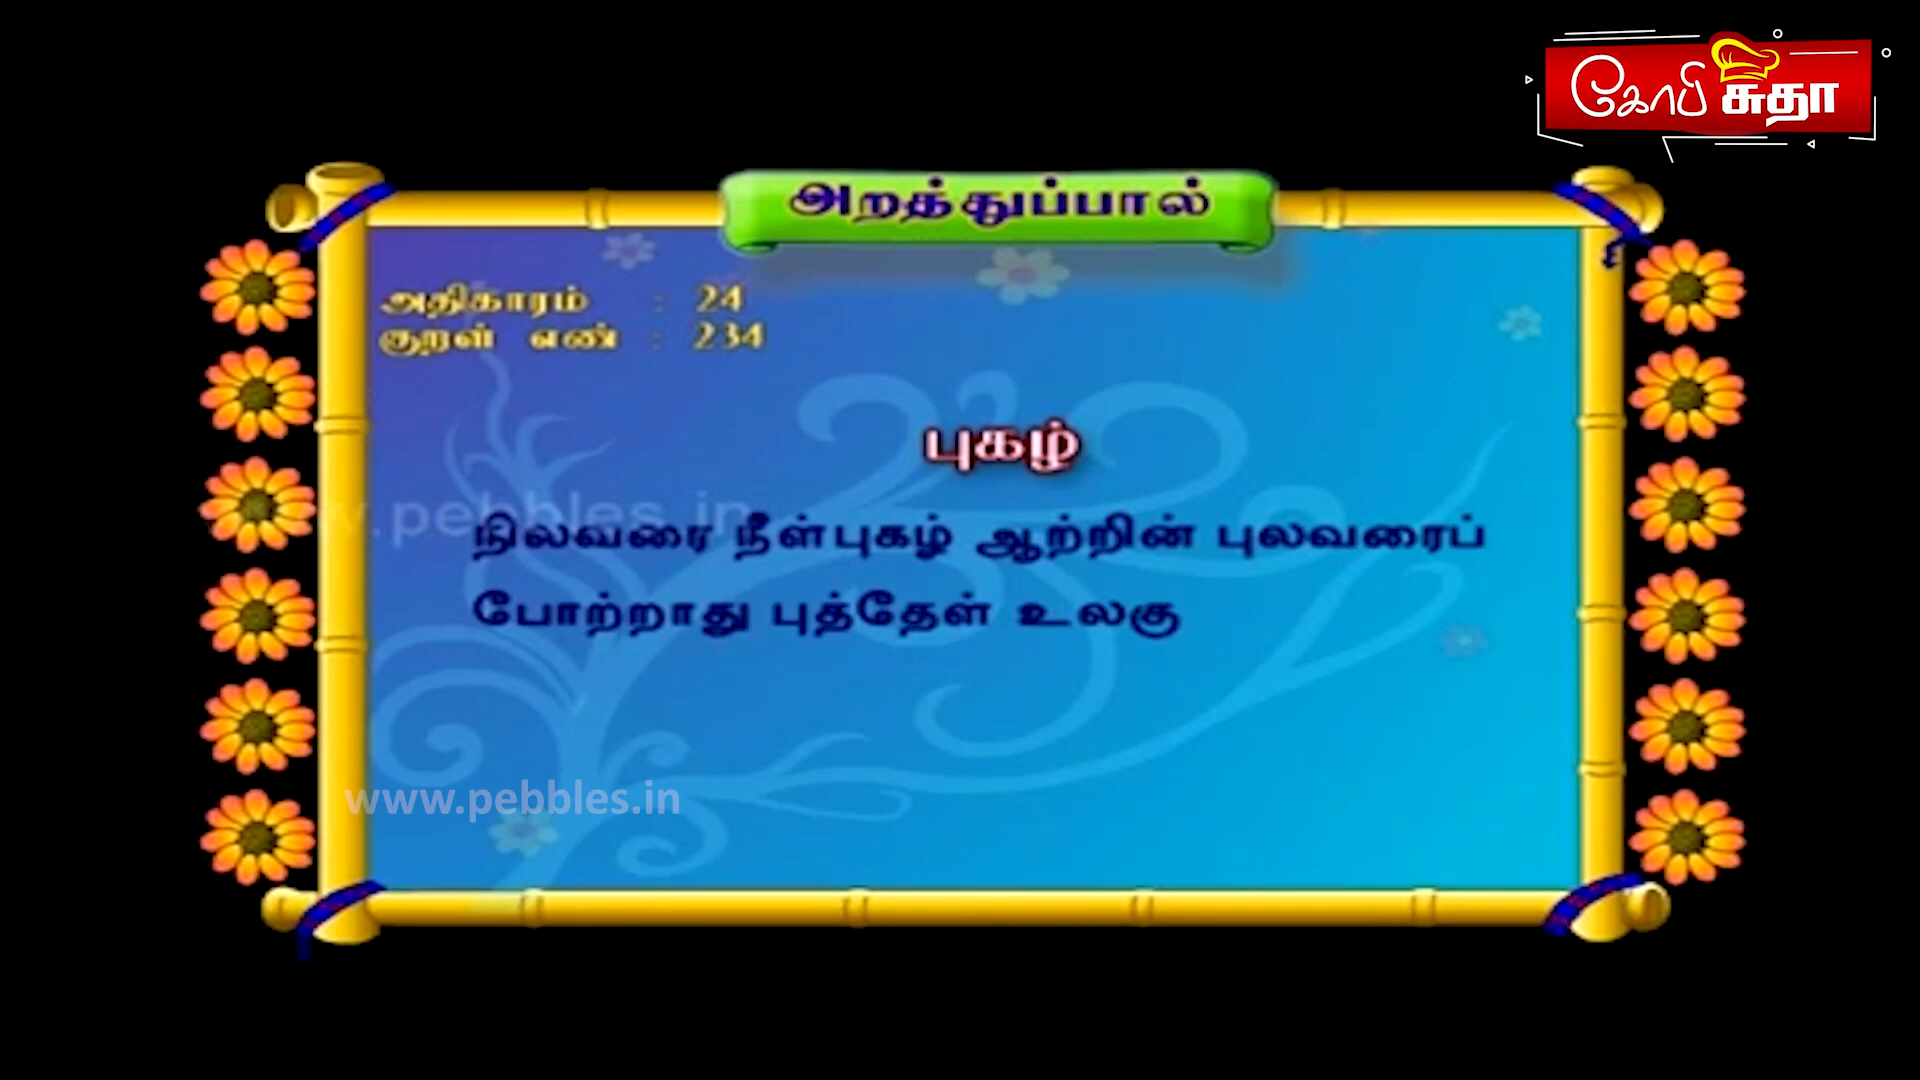 கோபி சுதா
அறத்துப்பால்
அதிகாரம் : 24
குறள் எண் : 234
புகழ்
www.pebbles.in
நிலவரை நீள்புகழ் ஆற்றின் புலவரைப்
போற்றாது புத்தேள் உலகு
www.pebbles.in